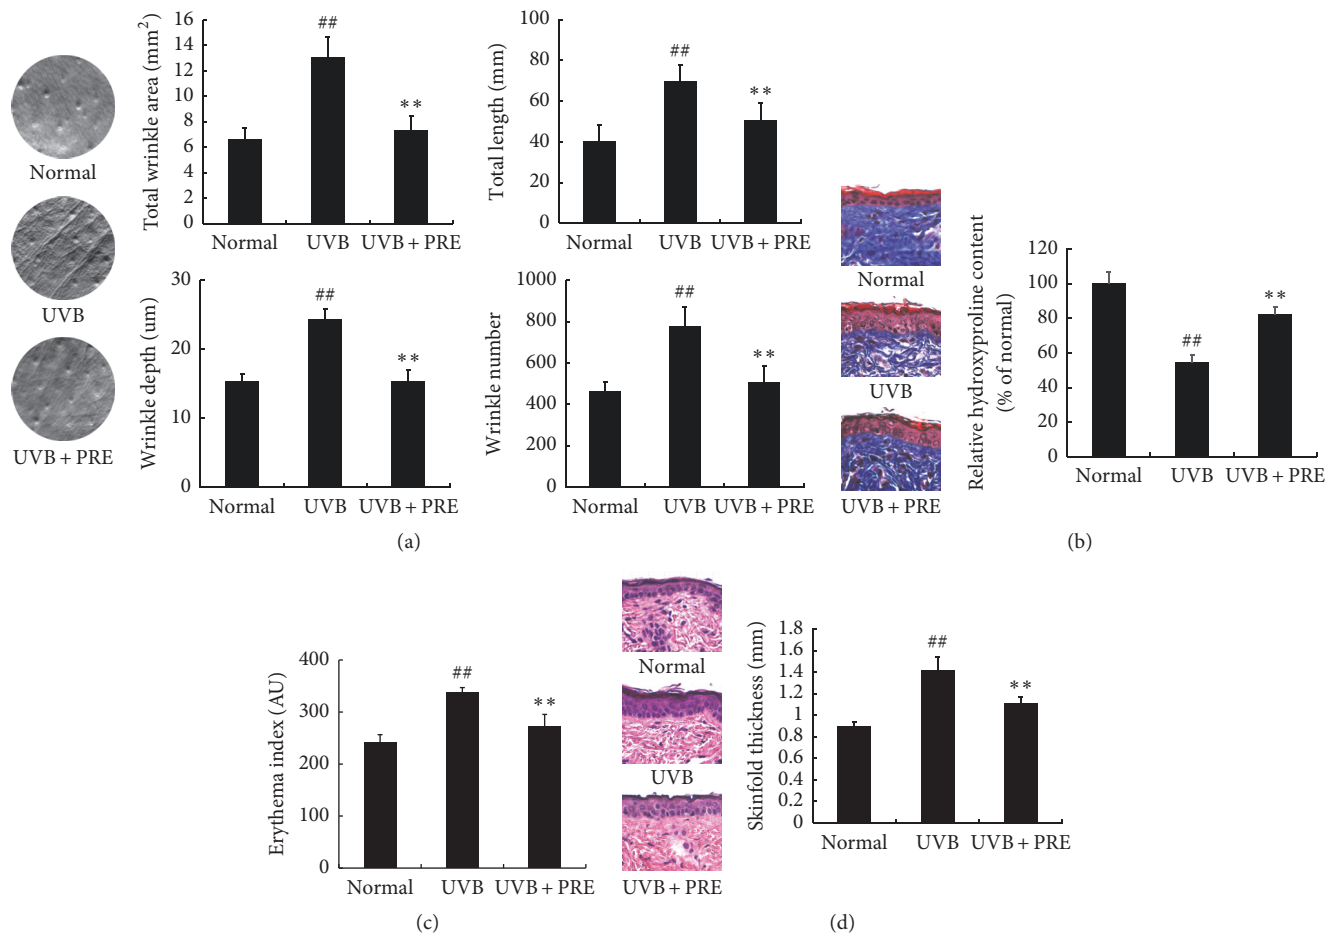 Normal
UVB
UVB + PRE
Total wrinkle area (mm2)
16
14
12
10
8
6
4
2
0
##
**
Normal UVB UVB + PRE
Total length (mm)
100
80
60
40
20
0
##
**
Normal UVB UVB + PRE
Wrinkle depth (um)
30
20
10
0
##
**
Normal UVB UVB + PRE
Wrinkle number
1000
800
600
400
200
0
##
**
Normal UVB UVB + PRE
(a)
Normal
UVB
UVB + PRE
Relative hydroxyproline content
(% of normal)
120
100
80
60
40
20
0
##
**
Normal UVB UVB + PRE
(b)
Erythema index (AU)
400
300
200
100
0
##
**
Normal UVB UVB + PRE
(c)
Normal
UVB
UVB + PRE
Skinfold thickness (mm)
1.8
1.6
1.4
1.2
1
0.8
0.6
0.4
0.2
0
##
**
Normal UVB UVB + PRE
(d)